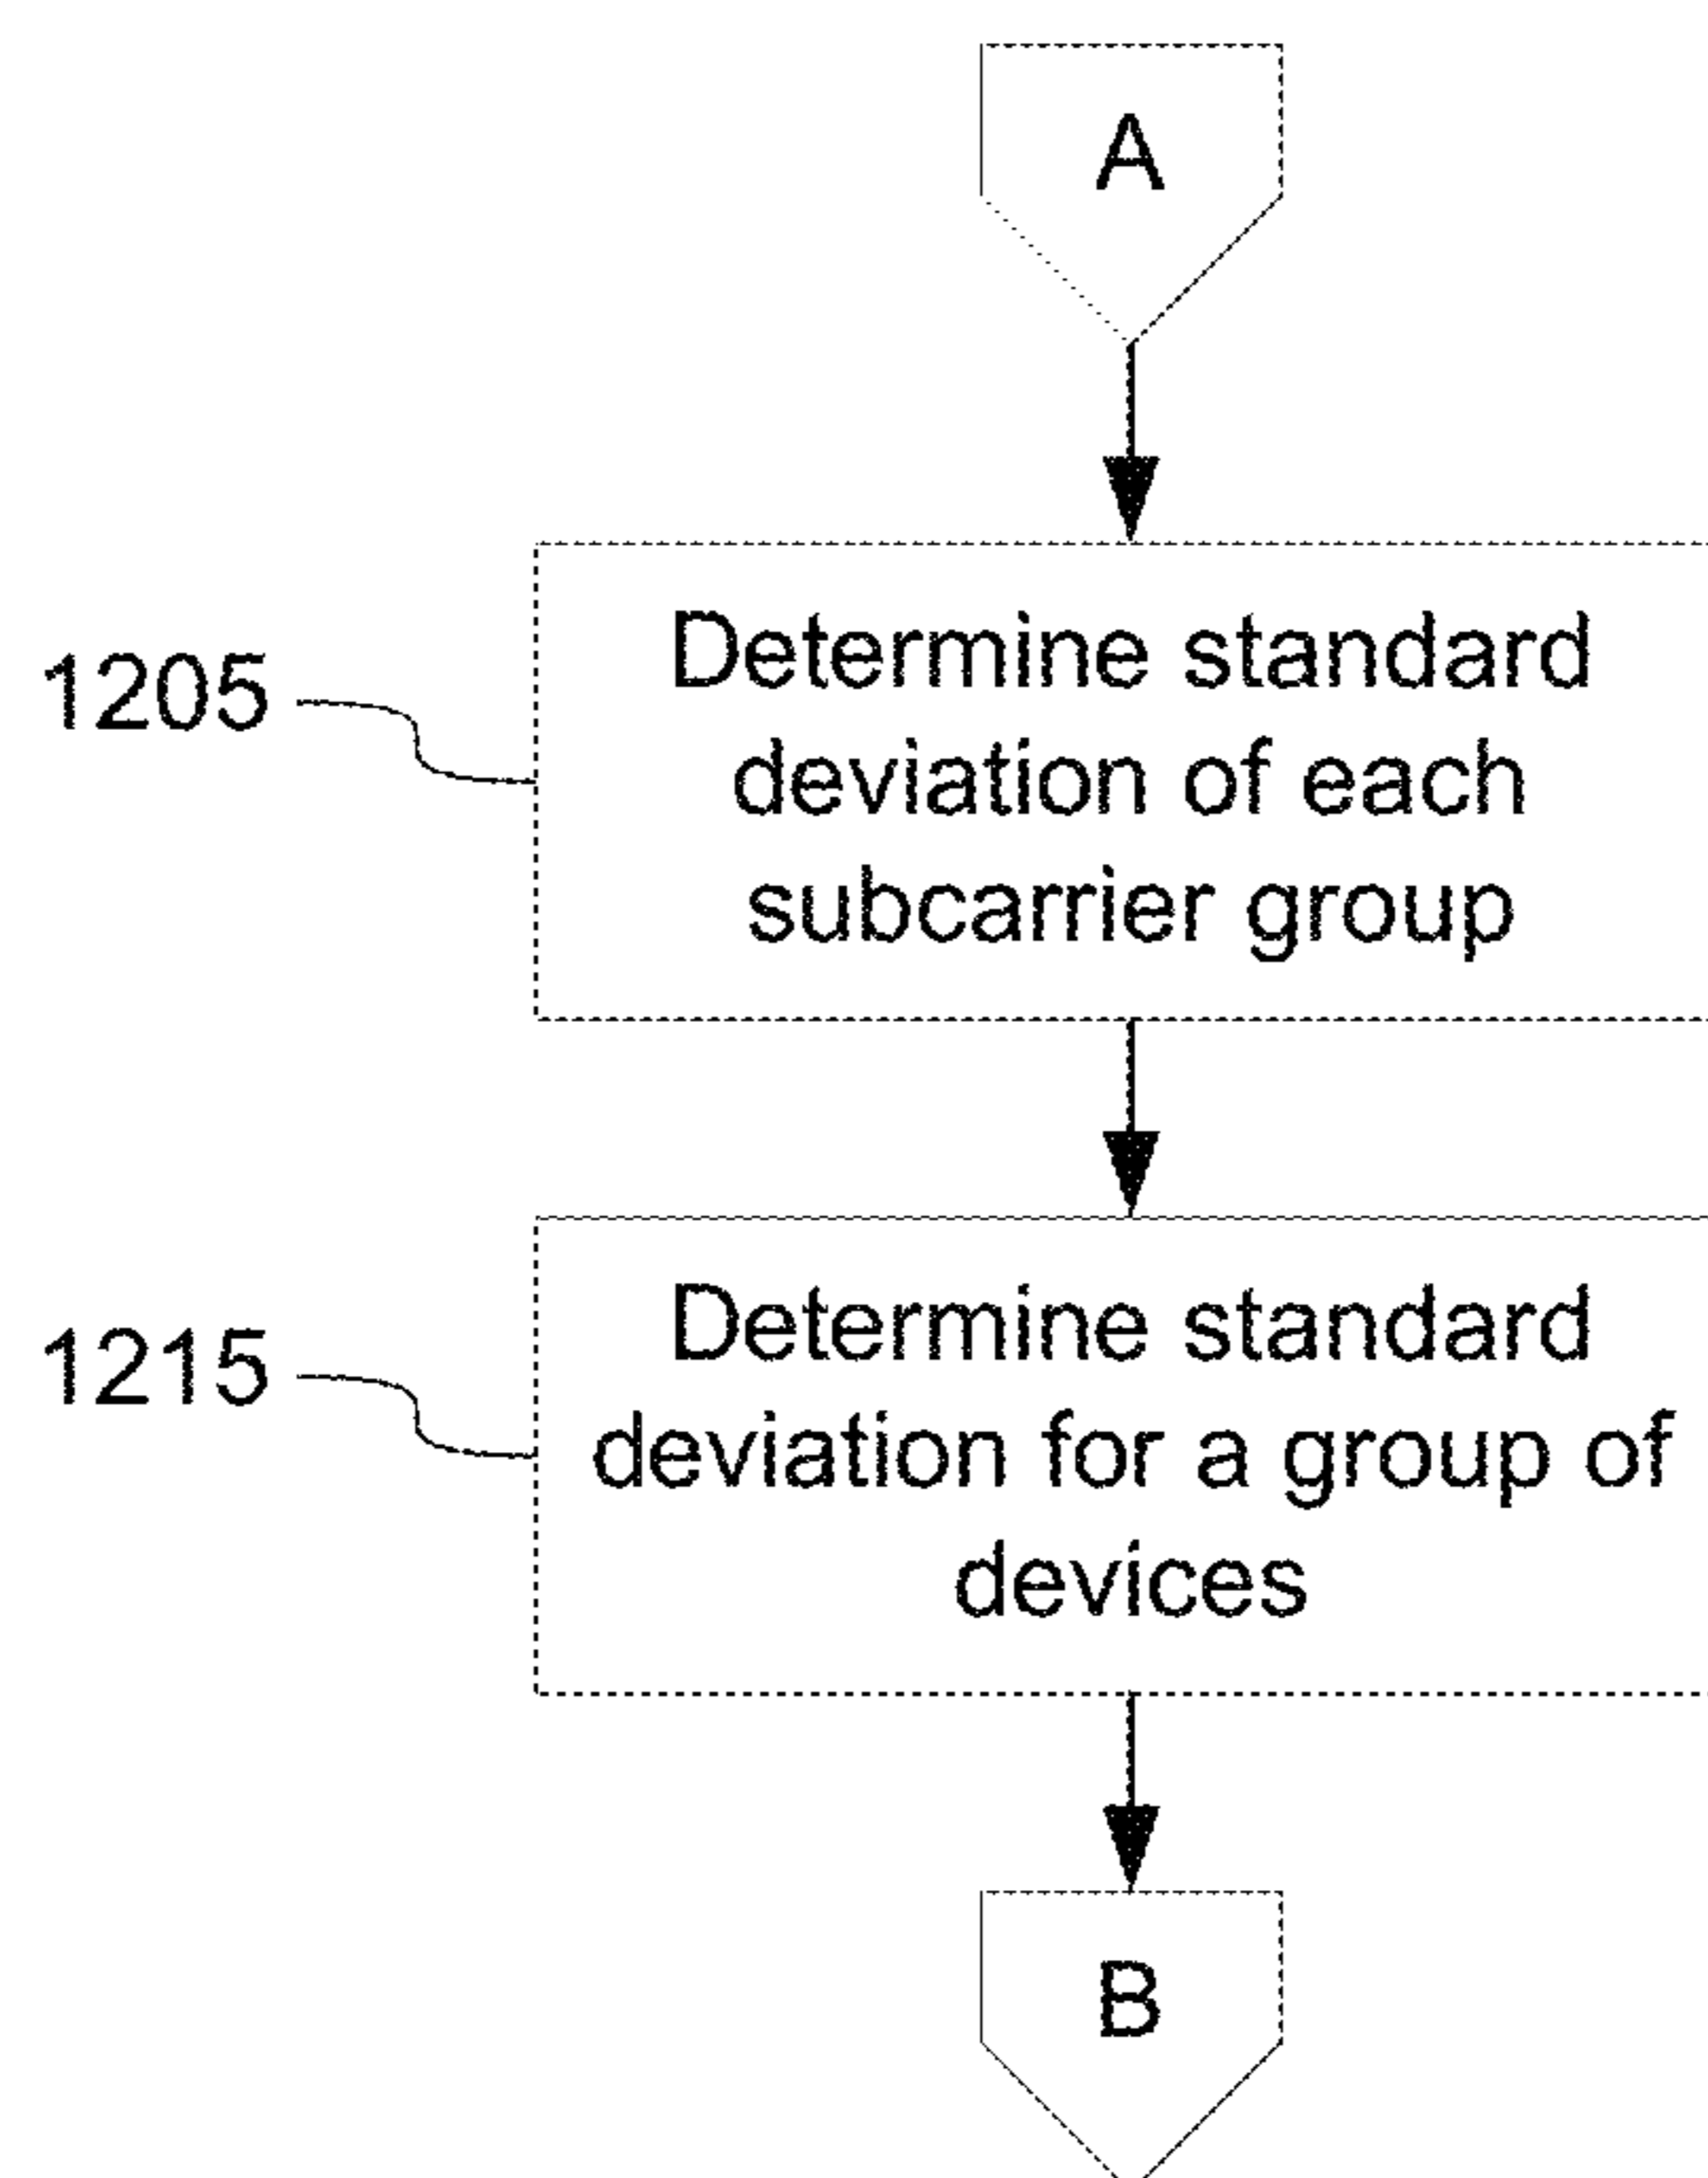 A
1205
Determine standard
deviation of each
subcarrier group
1215
Determine standard
deviation for a group of
devices
B